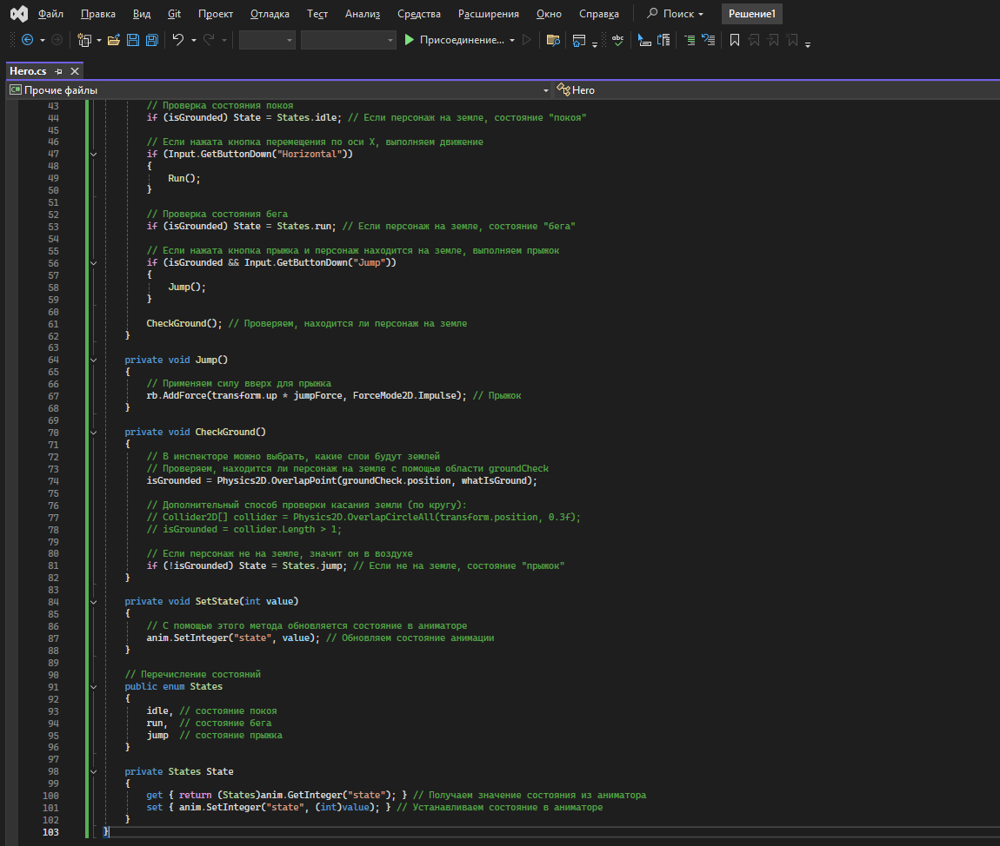 Файл Правка Вид Git Проект Отладка Тест Анализ Средства Расширения Окно Справка Поиск Решение1
Присоединение...
abc
Hero.cs
C# Прочие файлы Hero
43 // Проверка состояния покоя
44 if (isGrounded) State = States.idle; // Если персонаж на земле, состояние "покоя"
45
46 // Если нажата кнопка перемещения по оси X, выполняем движение
47 if (Input.GetButtonDown("Horizontal"))
48 {
49 Run();
50 }
51
52 // Проверка состояния бега
53 if (isGrounded) State = States.run; // Если персонаж на земле, состояние "бега"
54
55 // Если нажата кнопка прыжка и персонаж находится на земле, выполняем прыжок
56 if (isGrounded && Input.GetButtonDown("Jump"))
57 {
58 Jump();
59 }
60
61 CheckGround(); // Проверяем, находится ли персонаж на земле
62 }
63
64 private void Jump()
65 {
66 // Применяем силу вверх для прыжка
67 rb.AddForce(transform.up * jumpForce, ForceMode2D.Impulse); // Прыжок
68 }
69
70 private void CheckGround()
71 {
72 // В инспекторе можно выбрать, какие слои будут землей
73 // Проверяем, находится ли персонаж на земле с помощью области groundCheck
74 isGrounded = Physics2D.OverlapPoint(groundCheck.position, whatIsGround);
75
76 // Дополнительный способ проверки касания земли (по кругу):
77 // Collider2D[] collider = Physics2D.OverlapCircleAll(transform.position, 0.3f);
78 // isGrounded = collider.Length > 1;
79
80 // Если персонаж не на земле, значит он в воздухе
81 if (!isGrounded) State = States.jump; // Если не на земле, состояние "прыжок"
82 }
83
84 private void SetState(int value)
85 {
86 // С помощью этого метода обновляется состояние в аниматоре
87 anim.SetInteger("state", value); // Обновляем состояние анимации
88 }
89
90 // Перечисление состояний
91 public enum States
92 {
93 idle, // состояние покоя
94 run, // состояние бега
95 jump // состояние прыжка
96 }
97
98 private States State
99 {
100 get { return (States)anim.GetInteger("state"); } // Получаем значение состояния из аниматора
101 set { anim.SetInteger("state", (int)value); } // Устанавливаем состояние в аниматоре
102 }
103 }